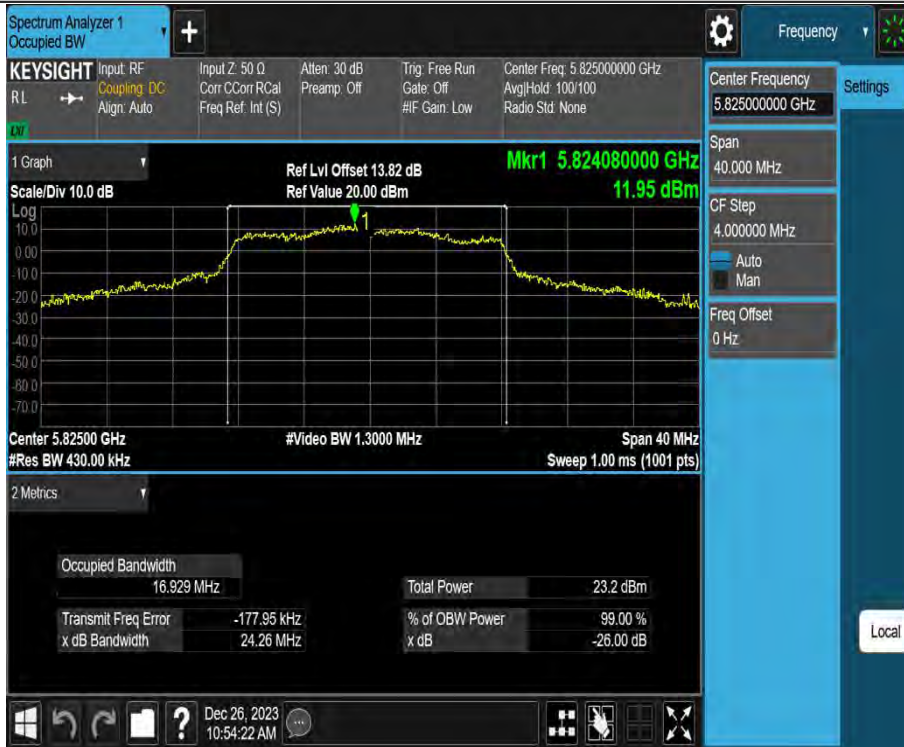 Spectrum Analyzer 1
Occupied BW
+
Frequency
KEYSIGHT
RL
LXI
Input: RF
Coupling: DC
Align: Auto
Input Z: 50 Ω
Corr CCorr RCal
Freq Ref: Int (S)
Atten: 30 dB
Preamp: Off
Trig: Free Run
Gate: Off
#IF Gain: Low
Center Freq: 5.825000000 GHz
Avg|Hold: 100/100
Radio Std: None
Center Frequency
5.825000000 GHz
Settings
Span
40.000 MHz
CF Step
4.000000 MHz
Auto
Man
Freq Offset
0 Hz
1 Graph
Scale/Div 10.0 dB
Ref Lvl Offset 13.82 dB
Ref Value 20.00 dBm
Mkr1 5.824080000 GHz
11.95 dBm
Log
10.0
0.00
-10.0
-20.0
-30.0
-40.0
-50.0
-60.0
-70.0
1
Center 5.82500 GHz
#Video BW 1.3000 MHz
Span 40 MHz
#Res BW 430.00 kHz
Sweep 1.00 ms (1001 pts)
2 Metrics
Occupied Bandwidth
16.929 MHz
Total Power 23.2 dBm
Transmit Freq Error -177.95 kHz
% of OBW Power 99.00 %
x dB Bandwidth 24.26 MHz
x dB -26.00 dB
Local
?
Dec 26, 2023
10:54:22 AM